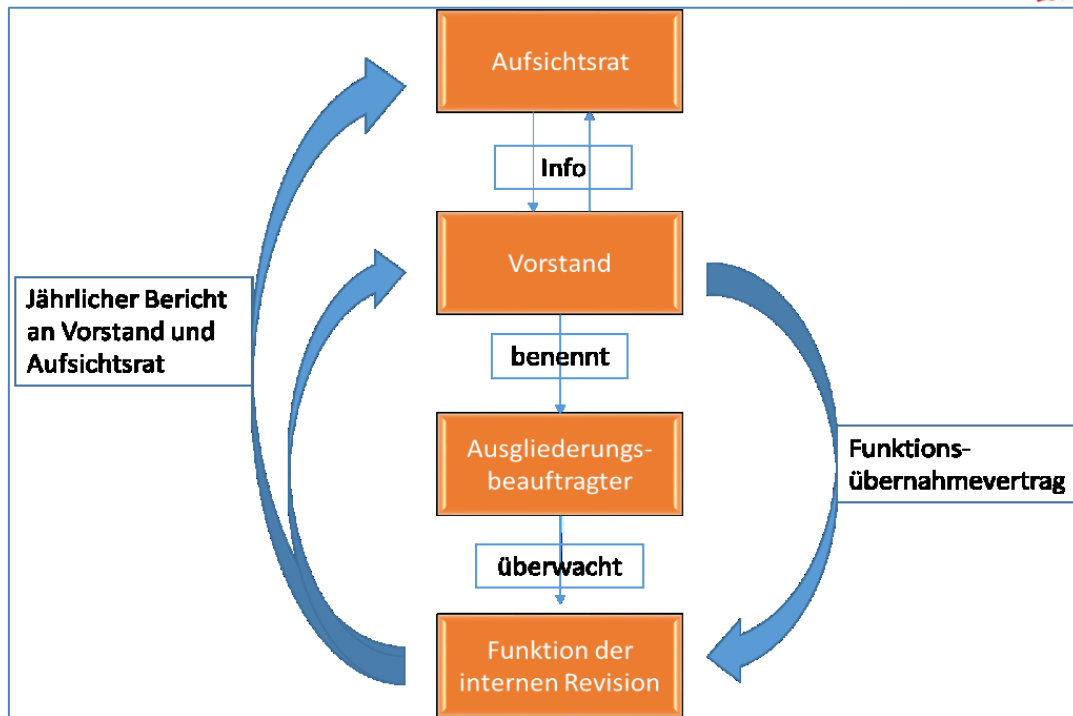 Aufsichtsrat
Info
Vorstand
Jährlicher Bericht
an Vorstand und
Aufsichtsrat
benennt
Ausgliederungs-
beauftragter
Funktions-
übernahmevertrag
überwacht
Funktion der
internen Revision